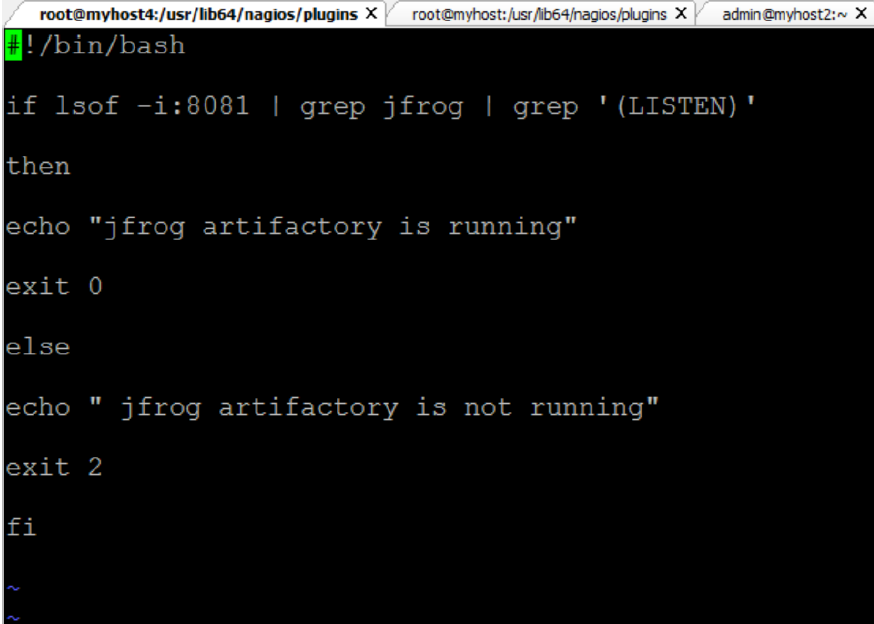 root@myhost4:/usr/lib64/nagios/plugins X root@myhost:/usr/lib64/nagios/plugins X admin@myhost2:~ X
#!/bin/bash
if lsof -i:8081 | grep jfrog | grep '(LISTEN)'
then
echo "jfrog artifactory is running"
exit 0
else
echo " jfrog artifactory is not running"
exit 2
fi
~
~